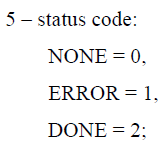 5 – status code:
NONE = 0,
ERROR = 1,
DONE = 2;